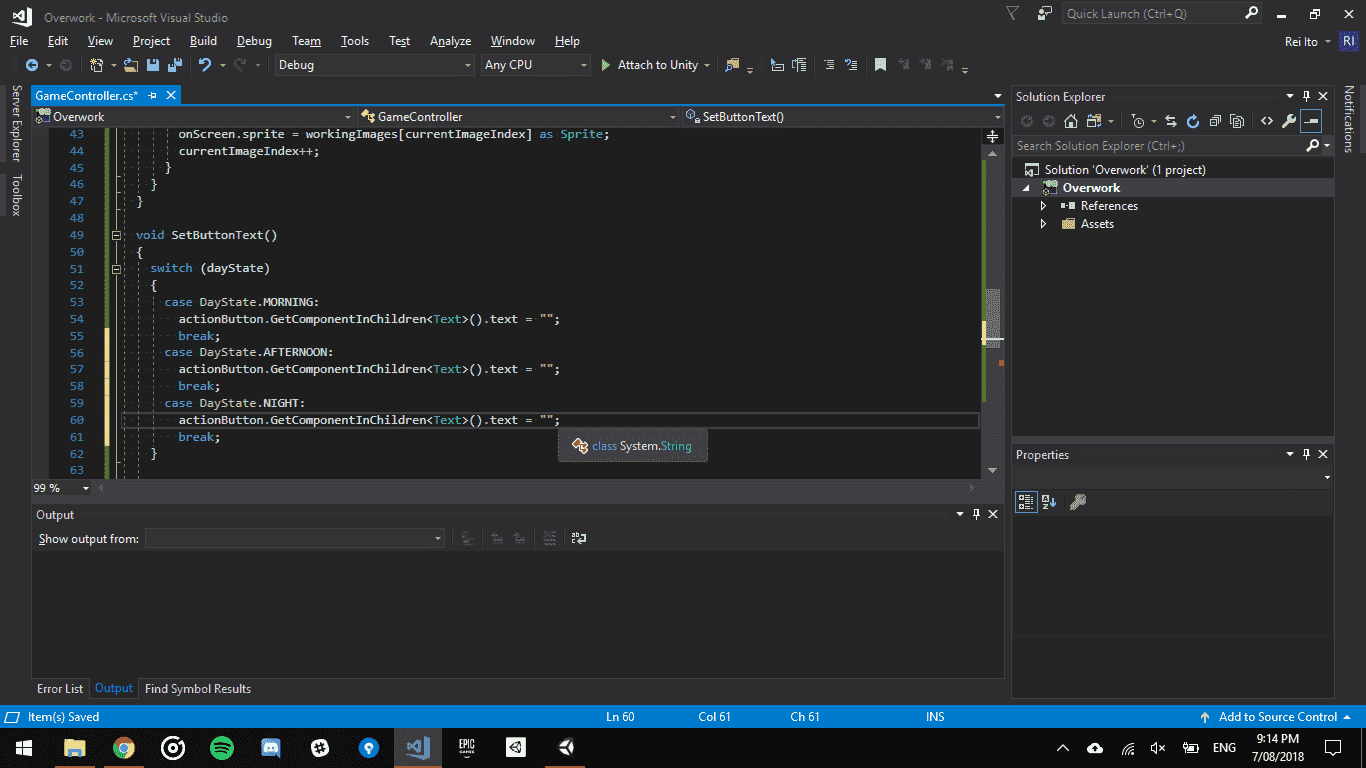 Overwork - Microsoft Visual Studio
Quick Launch (Ctrl+Q)
File Edit View Project Build Debug Team Tools Test Analyze Window Help
Rei Ito RI
Debug Any CPU Attach to Unity
Server Explorer
Toolbox
GameController.cs*
Overwork GameController SetButtonText()
43 onScreen.sprite = workingImages[currentImageIndex] as Sprite;
44 currentImageIndex++;
45 }
46 }
47 }
48
49 void SetButtonText()
50 {
51 switch (dayState)
52 {
53 case DayState.MORNING:
54 actionButton.GetComponentInChildren<Text>().text = "";
55 break;
56 case DayState.AFTERNOON:
57 actionButton.GetComponentInChildren<Text>().text = "";
58 break;
59 case DayState.NIGHT:
60 actionButton.GetComponentInChildren<Text>().text = "";
61 break;
62 }
63
class System.String
99 %
Output
Show output from:
Error List Output Find Symbol Results
Solution Explorer
Search Solution Explorer (Ctrl+;)
Solution 'Overwork' (1 project)
Overwork
References
Assets
Properties
Notifications
Item(s) Saved Ln 60 Col 61 Ch 61 INS Add to Source Control
EPIC
GAMES
ENG
9:14 PM
7/08/2018